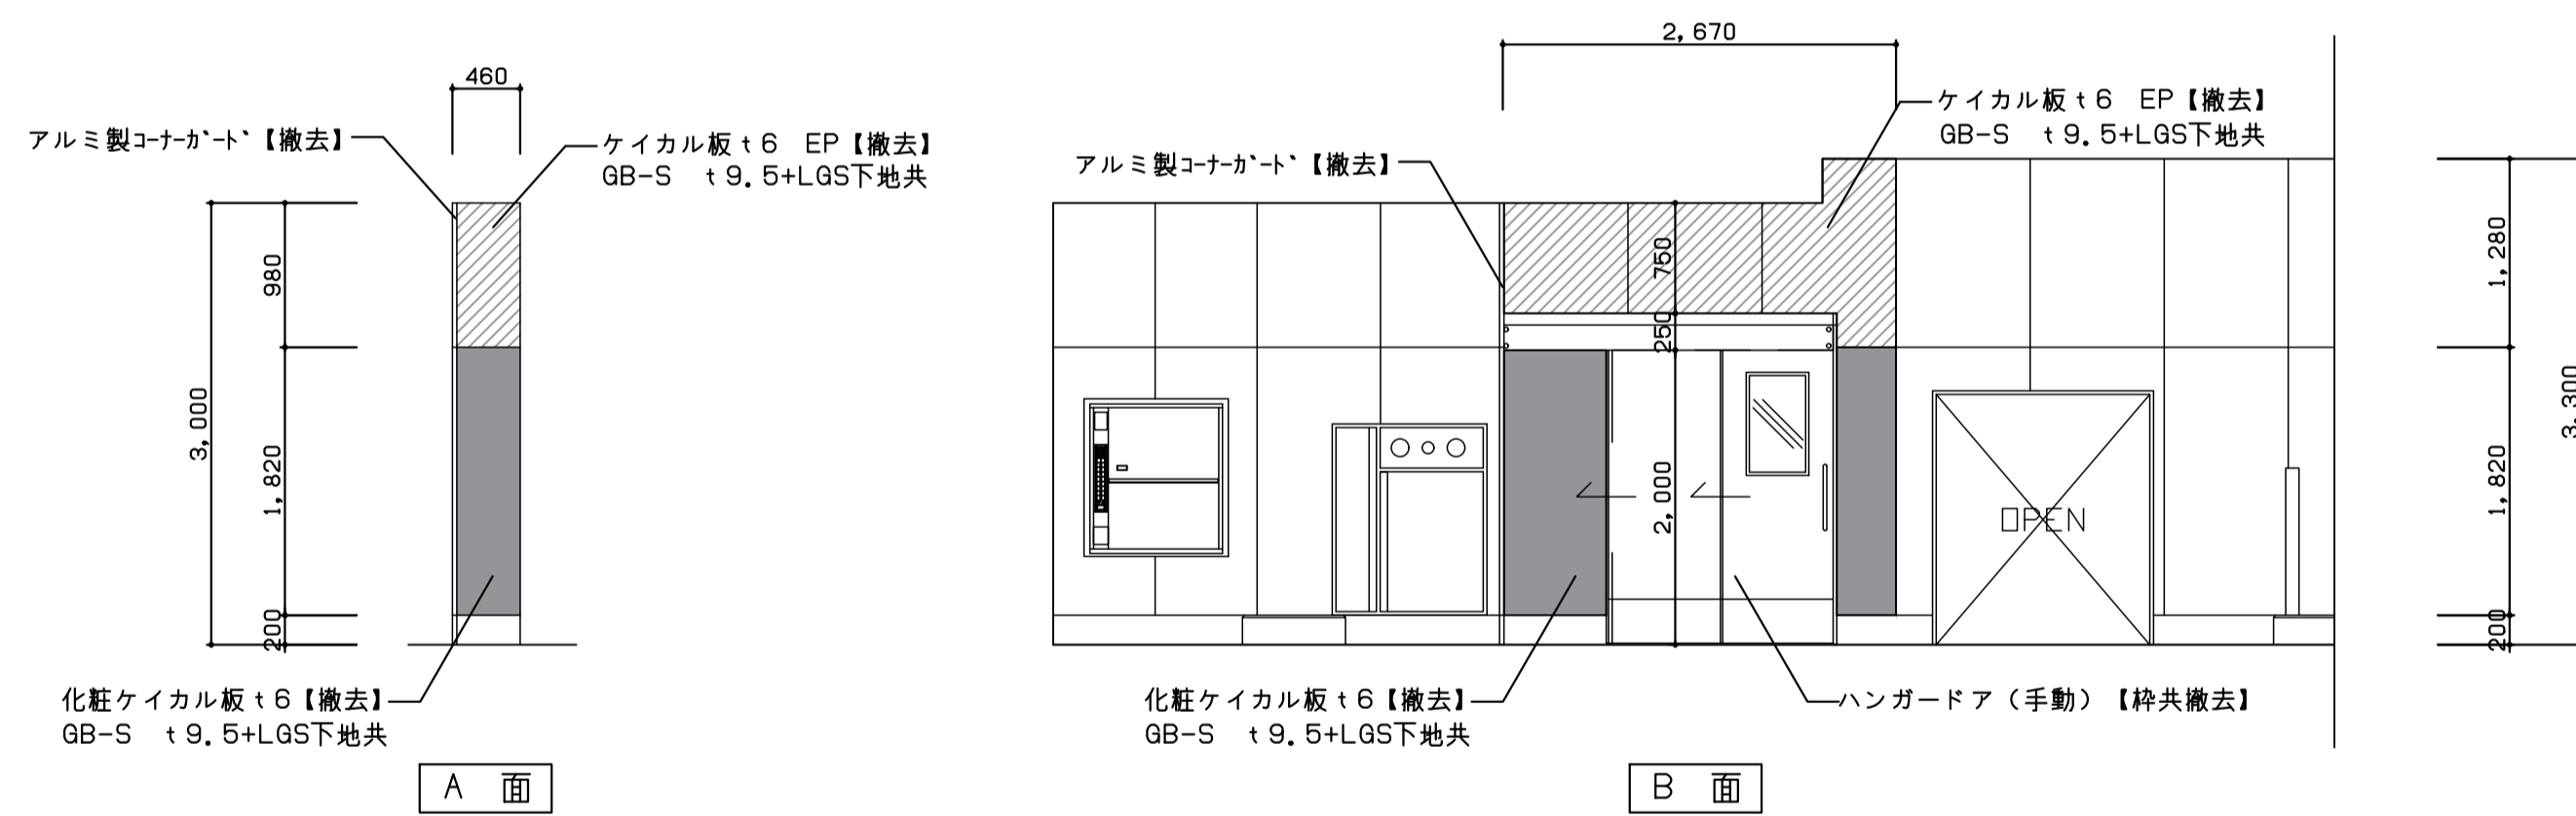 460
アルミ製ｺｰﾅｰｶﾞｰﾄﾞ【撤去】
ケイカル板ｔ6　EP【撤去】
GB-S　ｔ9.5+LGS下地共
3,000
980
1,820
200
化粧ケイカル板ｔ6【撤去】
GB-S　ｔ9.5+LGS下地共
A　面
2,670
アルミ製ｺｰﾅｰｶﾞｰﾄﾞ【撤去】
ケイカル板ｔ6　EP【撤去】
GB-S　ｔ9.5+LGS下地共
750
250
2,000
OPEN
化粧ケイカル板ｔ6【撤去】
GB-S　ｔ9.5+LGS下地共
ハンガードア（手動）【枠共撤去】
B　面
1,280
1,820
200
3,300